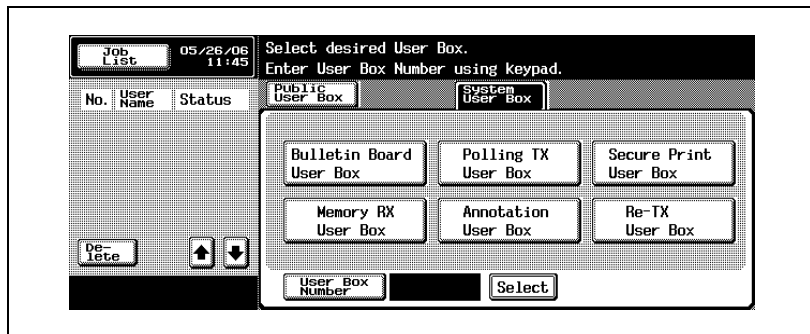 Job
List
05/26/06
11:45
Select desired User Box.
Enter User Box Number using keypad.
No.
User
Name
Status
Public
User Box
System
User Box
Bulletin Board
User Box
Polling TX
User Box
Secure Print
User Box
Memory RX
User Box
Annotation
User Box
Re-TX
User Box
De-
lete
User Box
Number
Select